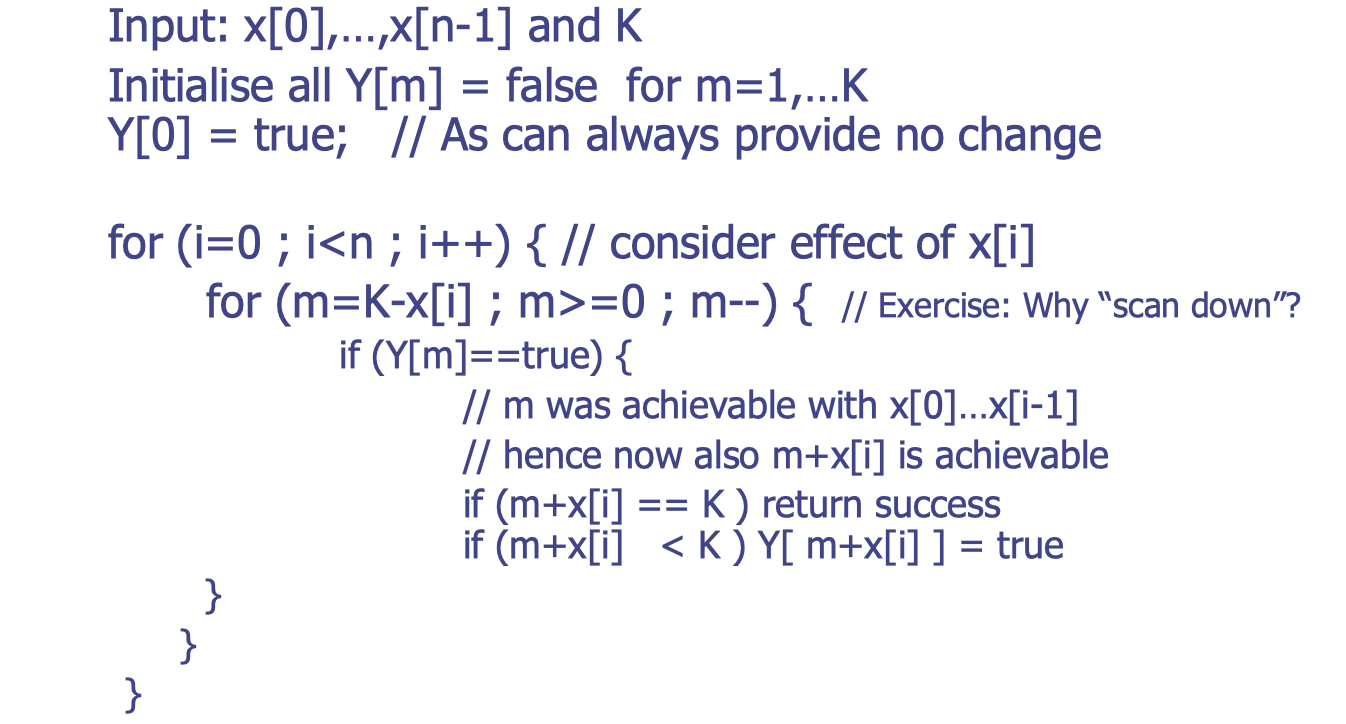 Input: x[0],…,x[n-1] and K
Initialise all Y[m] = false for m=1,…K
Y[0] = true; // As can always provide no change
for (i=0 ; i<n ; i++) { // consider effect of x[i]
for (m=K-x[i] ; m>=0 ; m--) { // Exercise: Why “scan down”?
if (Y[m]==true) {
// m was achievable with x[0]…x[i-1]
// hence now also m+x[i] is achievable
if (m+x[i] == K ) return success
if (m+x[i] < K ) Y[ m+x[i] ] = true
}
}
}